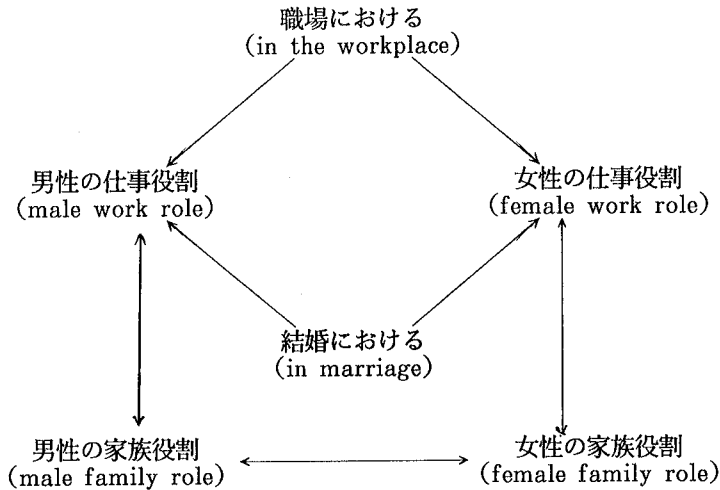 職場における
(in the workplace)
男性の仕事役割
(male work role)
女性の仕事役割
(female work role)
結婚における
(in marriage)
男性の家族役割
(male family role)
女性の家族役割
(female family role)